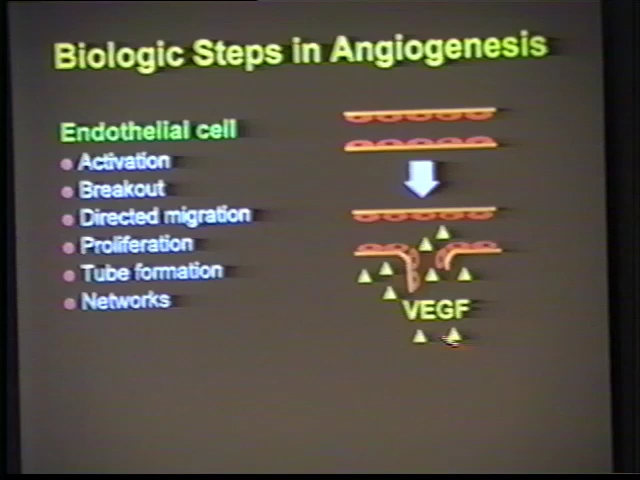 Biologic Steps in Angiogenesis
Endothelial cell
Activation
Breakout
Directed migration
Proliferation
Tube formation
Networks
VEGF